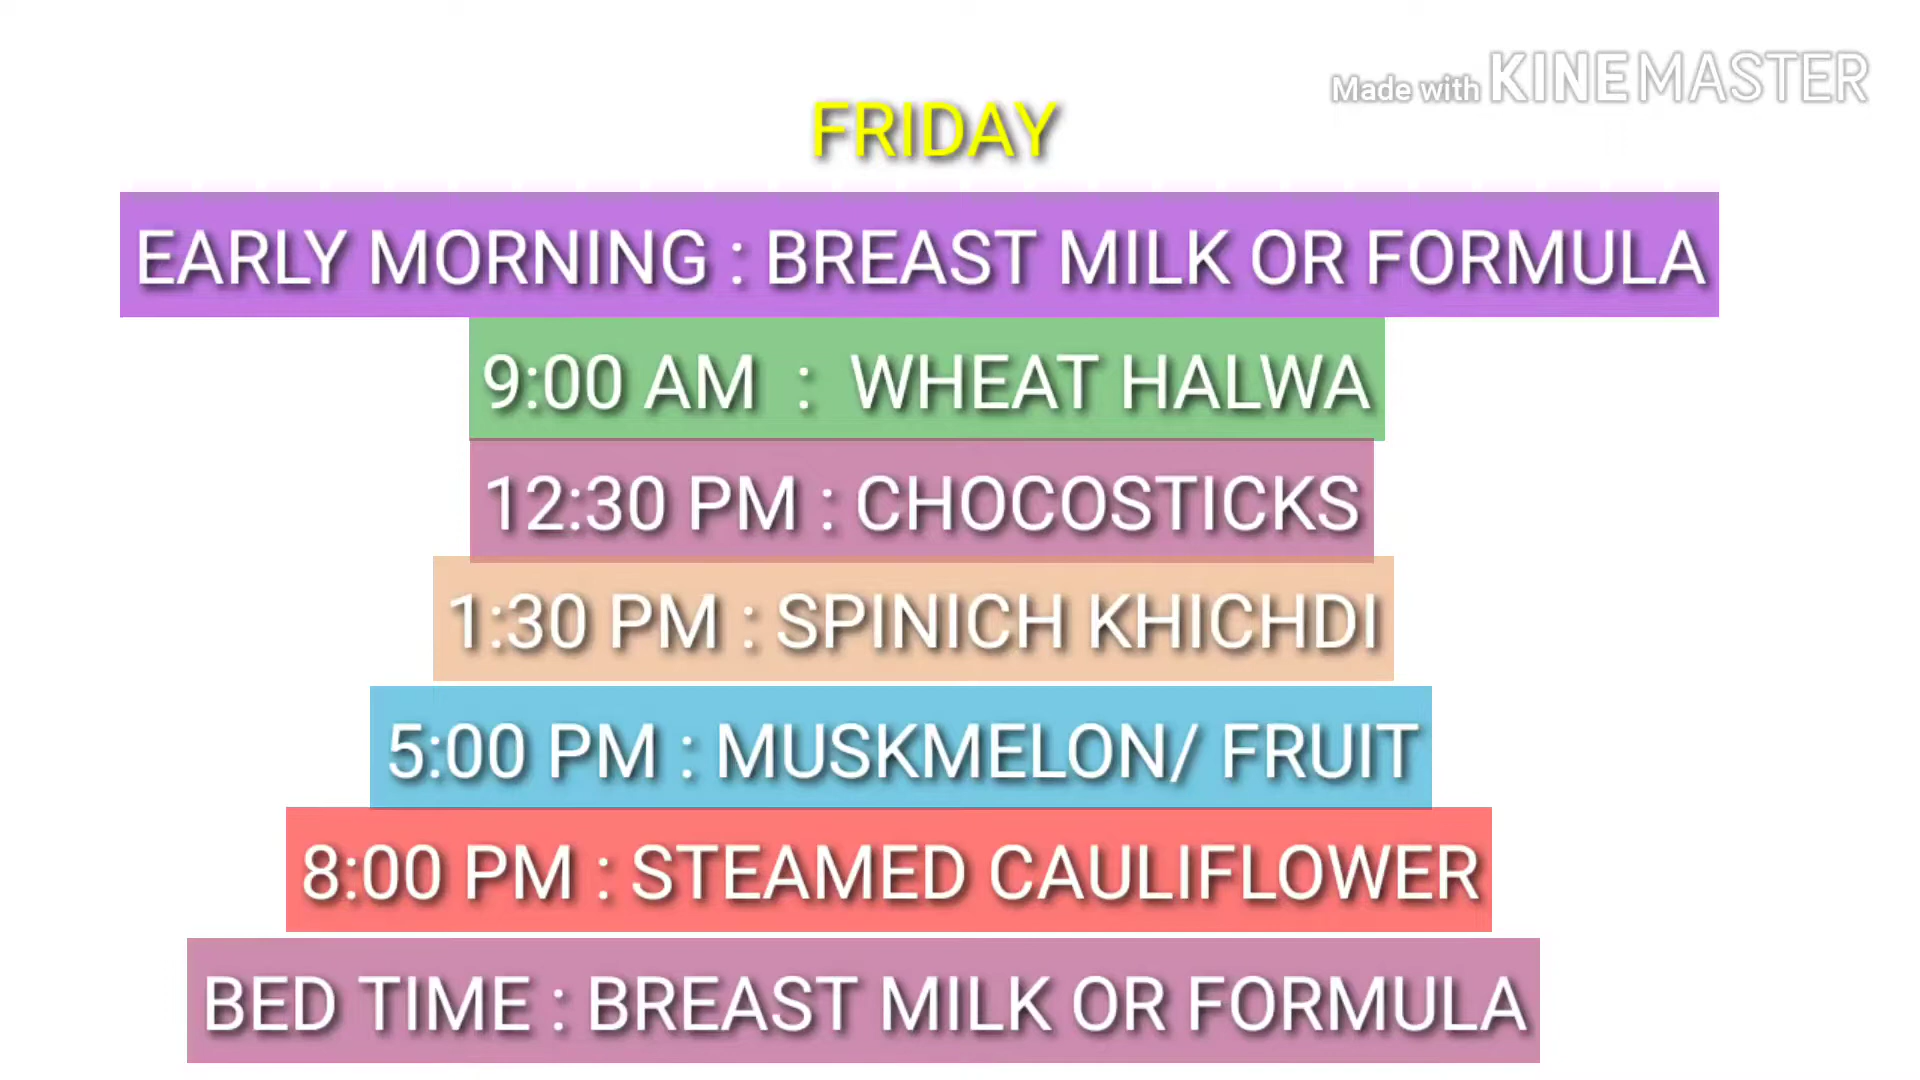 Made with KINEMASTER
FRIDAY
EARLY MORNING : BREAST MILK OR FORMULA
9:00 AM : WHEAT HALWA
12:30 PM : CHOCOSTICKS
1:30 PM : SPINICH KHICHDI
5:00 PM : MUSKMELON/ FRUIT
8:00 PM : STEAMED CAULIFLOWER
BED TIME : BREAST MILK OR FORMULA